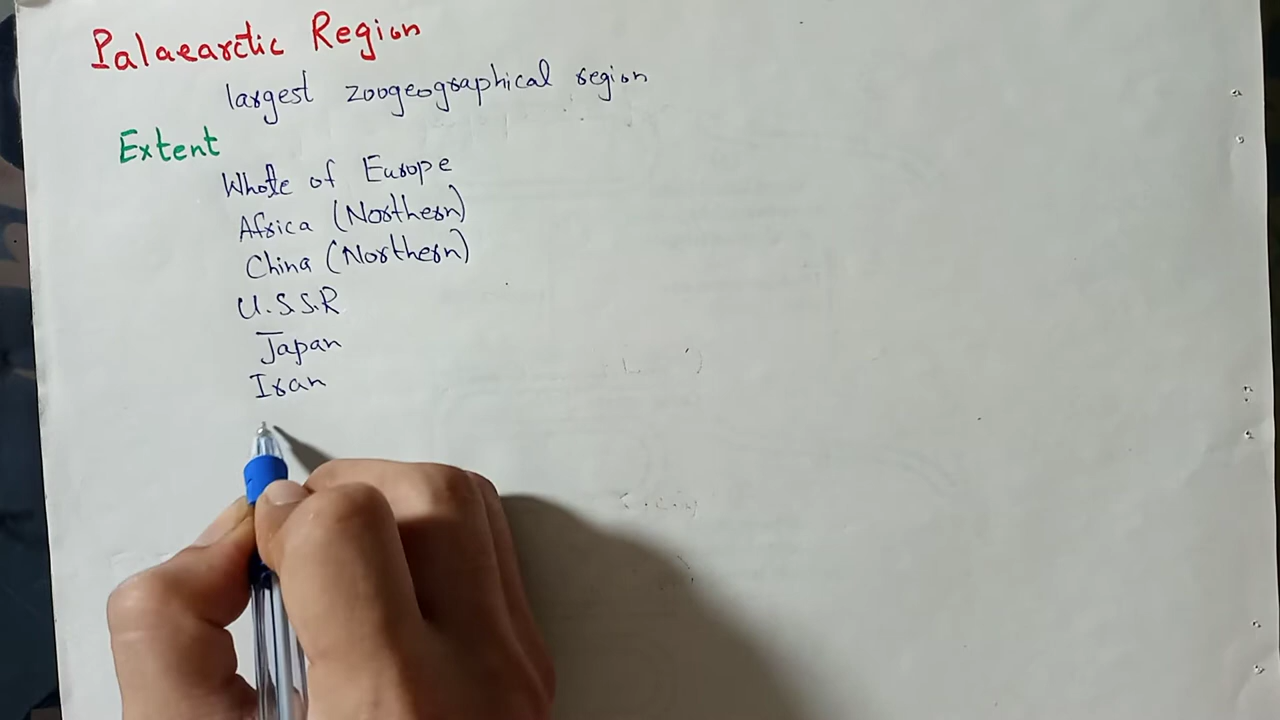 Palaearctic Region
largest zoogeographical region
Extent
Whole of Europe
Africa (Northern)
China (Northern)
U.S.S.R
Japan
Iran